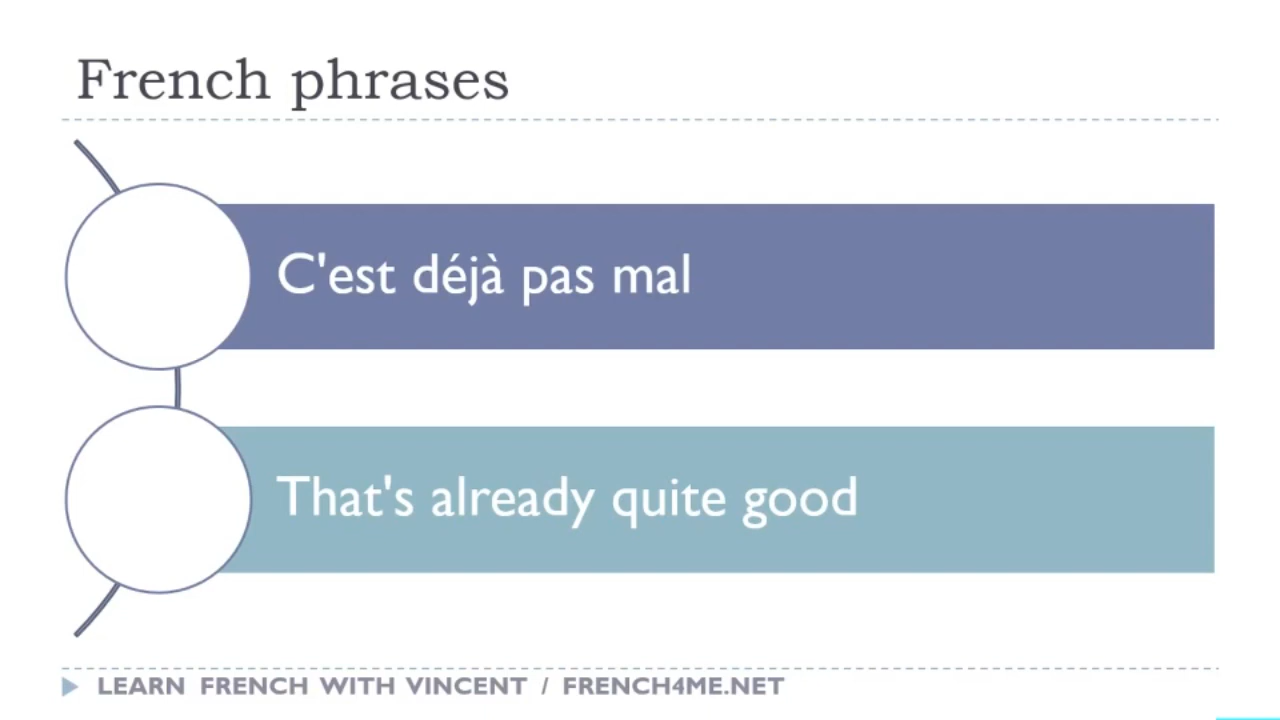 French phrases
C'est déjà pas mal
That's already quite good
LEARN FRENCH WITH VINCENT / FRENCH4ME.NET